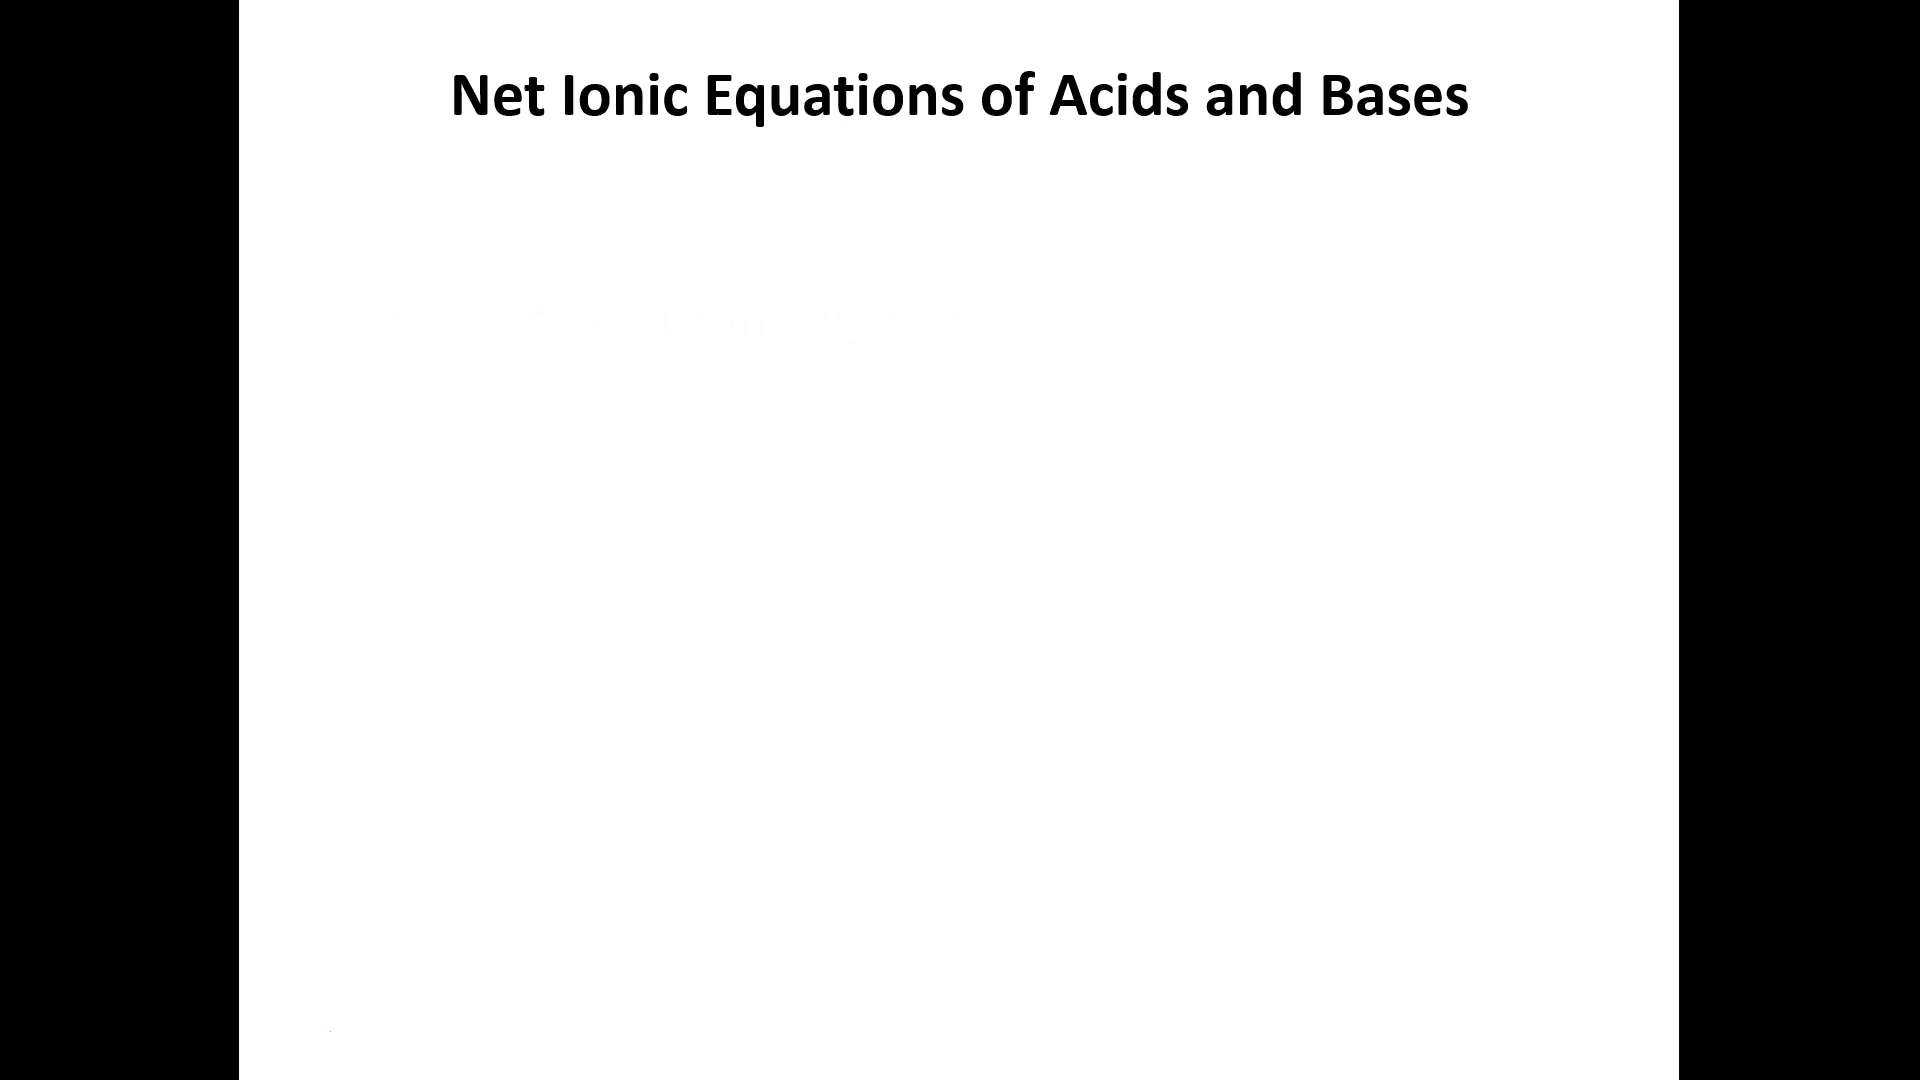 Net Ionic Equations of Acids and Bases